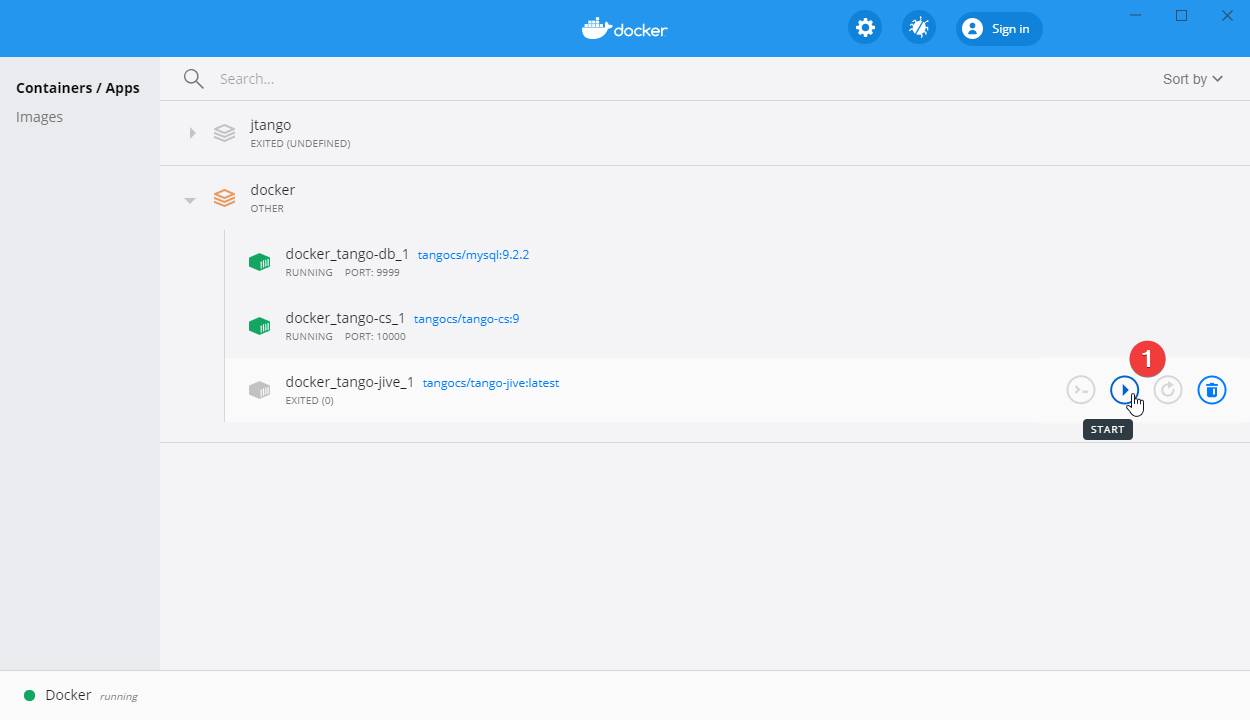 docker
Sign in
Containers / Apps
Images
Search...
Sort by
jtango
EXITED (UNDEFINED)
docker
OTHER
docker_tango-db_1 tangocs/mysql:9.2.2
RUNNING PORT: 9999
docker_tango-cs_1 tangocs/tango-cs:9
RUNNING PORT: 10000
docker_tango-jive_1 tangocs/tango-jive:latest
EXITED (0)
1
START
Docker running